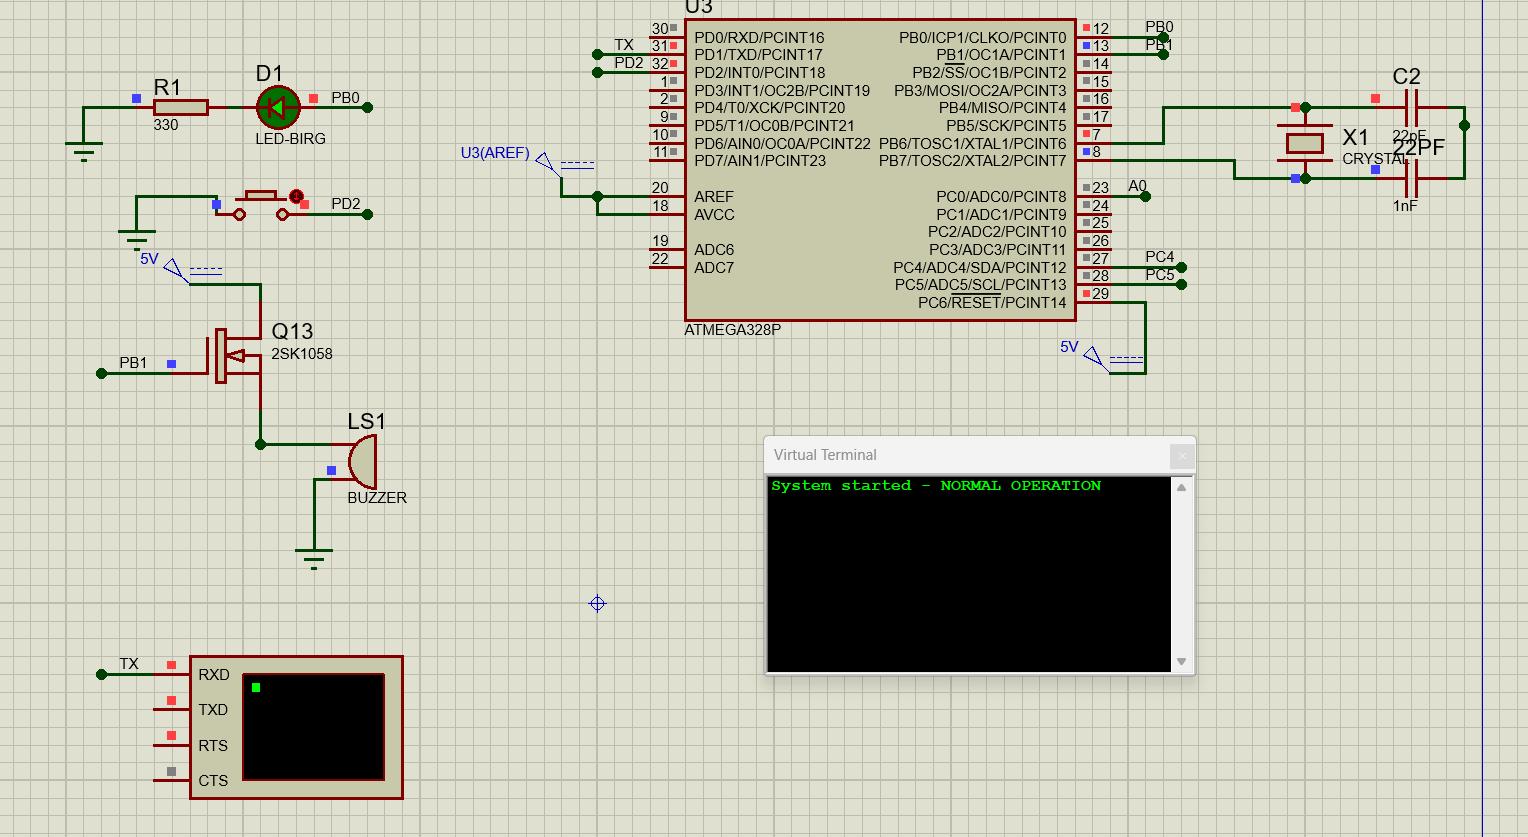 U3
30
PD0/RXD/PCINT16
PB0/ICP1/CLKO/PCINT0
12
PB0
TX
31
PD1/TXD/PCINT17
PB1/OC1A/PCINT1
13
PB1
PD2
32
PD2/INT0/PCINT18
PB2/SS/OC1B/PCINT2
14
1
PD3/INT1/OC2B/PCINT19
PB3/MOSI/OC2A/PCINT3
15
2
PD4/T0/XCK/PCINT20
PB4/MISO/PCINT4
16
9
PD5/T1/OC0B/PCINT21
PB5/SCK/PCINT5
17
10
PD6/AIN0/OC0A/PCINT22
PB6/TOSC1/XTAL1/PCINT6
7
11
PD7/AIN1/PCINT23
PB7/TOSC2/XTAL2/PCINT7
8
20
AREF
PC0/ADC0/PCINT8
23
A0
18
AVCC
PC1/ADC1/PCINT9
24
PC2/ADC2/PCINT10
25
19
ADC6
PC3/ADC3/PCINT11
26
22
ADC7
PC4/ADC4/SDA/PCINT12
27
PC4
PC5/ADC5/SCL/PCINT13
28
PC5
PC6/RESET/PCINT14
29
ATMEGA328P
5V
U3(AREF)
C2
22pF
X1
CRYSTAL
22PF
1nF
D1
R1
330
LED-BIRG
PB0
PD2
5V
Q13
2SK1058
PB1
LS1
BUZZER
Virtual Terminal
System started - NORMAL OPERATION
TX
RXD
TXD
RTS
CTS